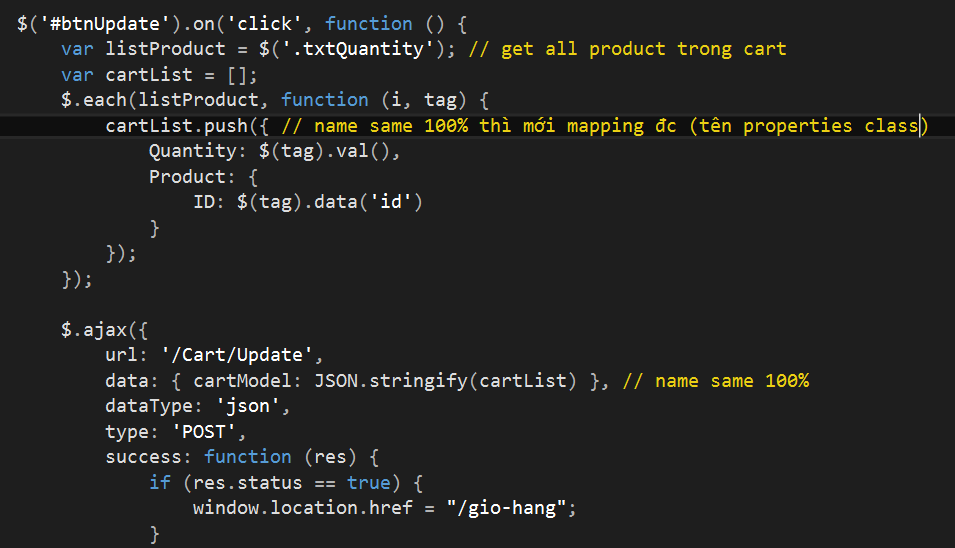 $('#btnUpdate').on('click', function () {
    var listProduct = $('.txtQuantity'); // get all product trong cart
    var cartList = [];
    $.each(listProduct, function (i, tag) {
        cartList.push({ // name same 100% thì mới mapping đc (tên properties class)
            Quantity: $(tag).val(),
            Product: {
                ID: $(tag).data('id')
            }
        });
    });

    $.ajax({
        url: '/Cart/Update',
        data: { cartModel: JSON.stringify(cartList) }, // name same 100%
        dataType: 'json',
        type: 'POST',
        success: function (res) {
            if (res.status == true) {
                window.location.href = "/gio-hang";
            }